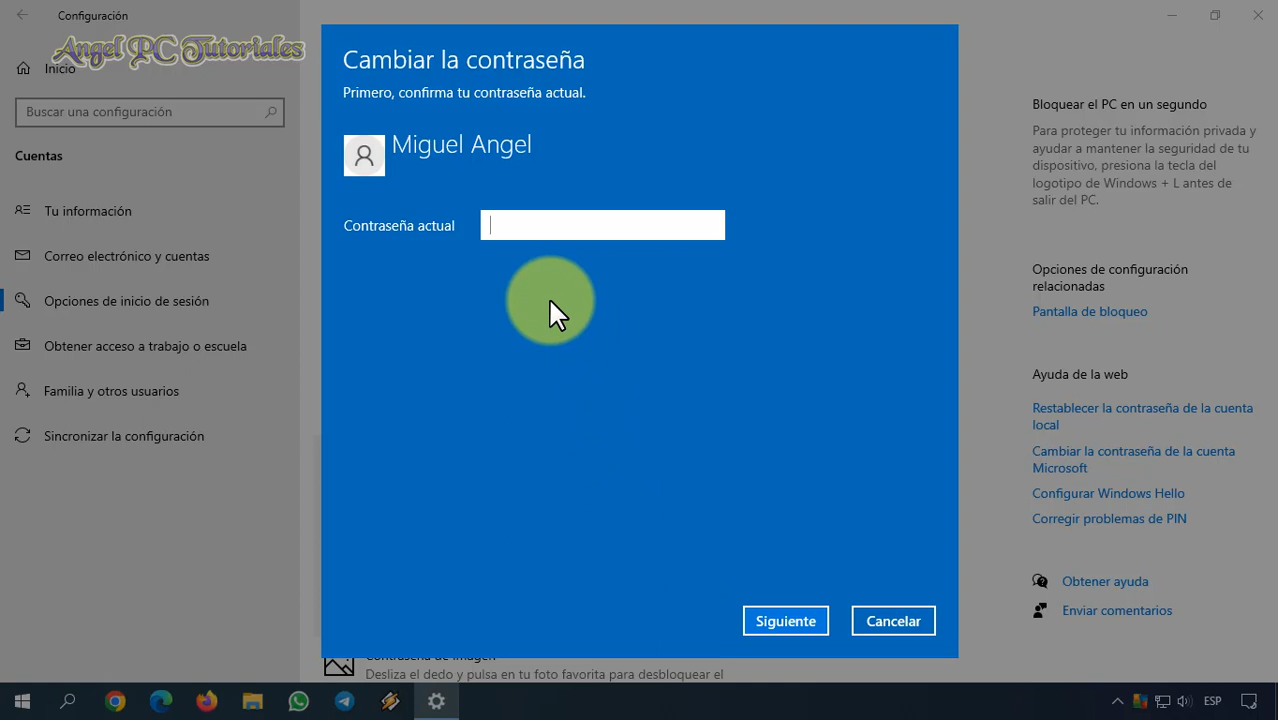 Configuración
Angel PC Tutoriales
Inicio
Buscar una configuración
Cuentas
Tu información
Correo electrónico y cuentas
Opciones de inicio de sesión
Obtener acceso a trabajo o escuela
Familia y otros usuarios
Sincronizar la configuración
Cambiar la contraseña
Primero, confirma tu contraseña actual.
Miguel Angel
Contraseña actual
Siguiente
Cancelar
Contraseña de imagen
Desliza el dedo y pulsa en tu foto favorita para desbloquear el
Bloquear el PC en un segundo
Para proteger tu información privada y
ayudar a mantener la seguridad de tu
dispositivo, presiona la tecla del
logotipo de Windows + L antes de
salir del PC.
Opciones de configuración
relacionadas
Pantalla de bloqueo
Ayuda de la web
Restablecer la contraseña de la cuenta
local
Cambiar la contraseña de la cuenta
Microsoft
Configurar Windows Hello
Corregir problemas de PIN
Obtener ayuda
Enviar comentarios
ESP